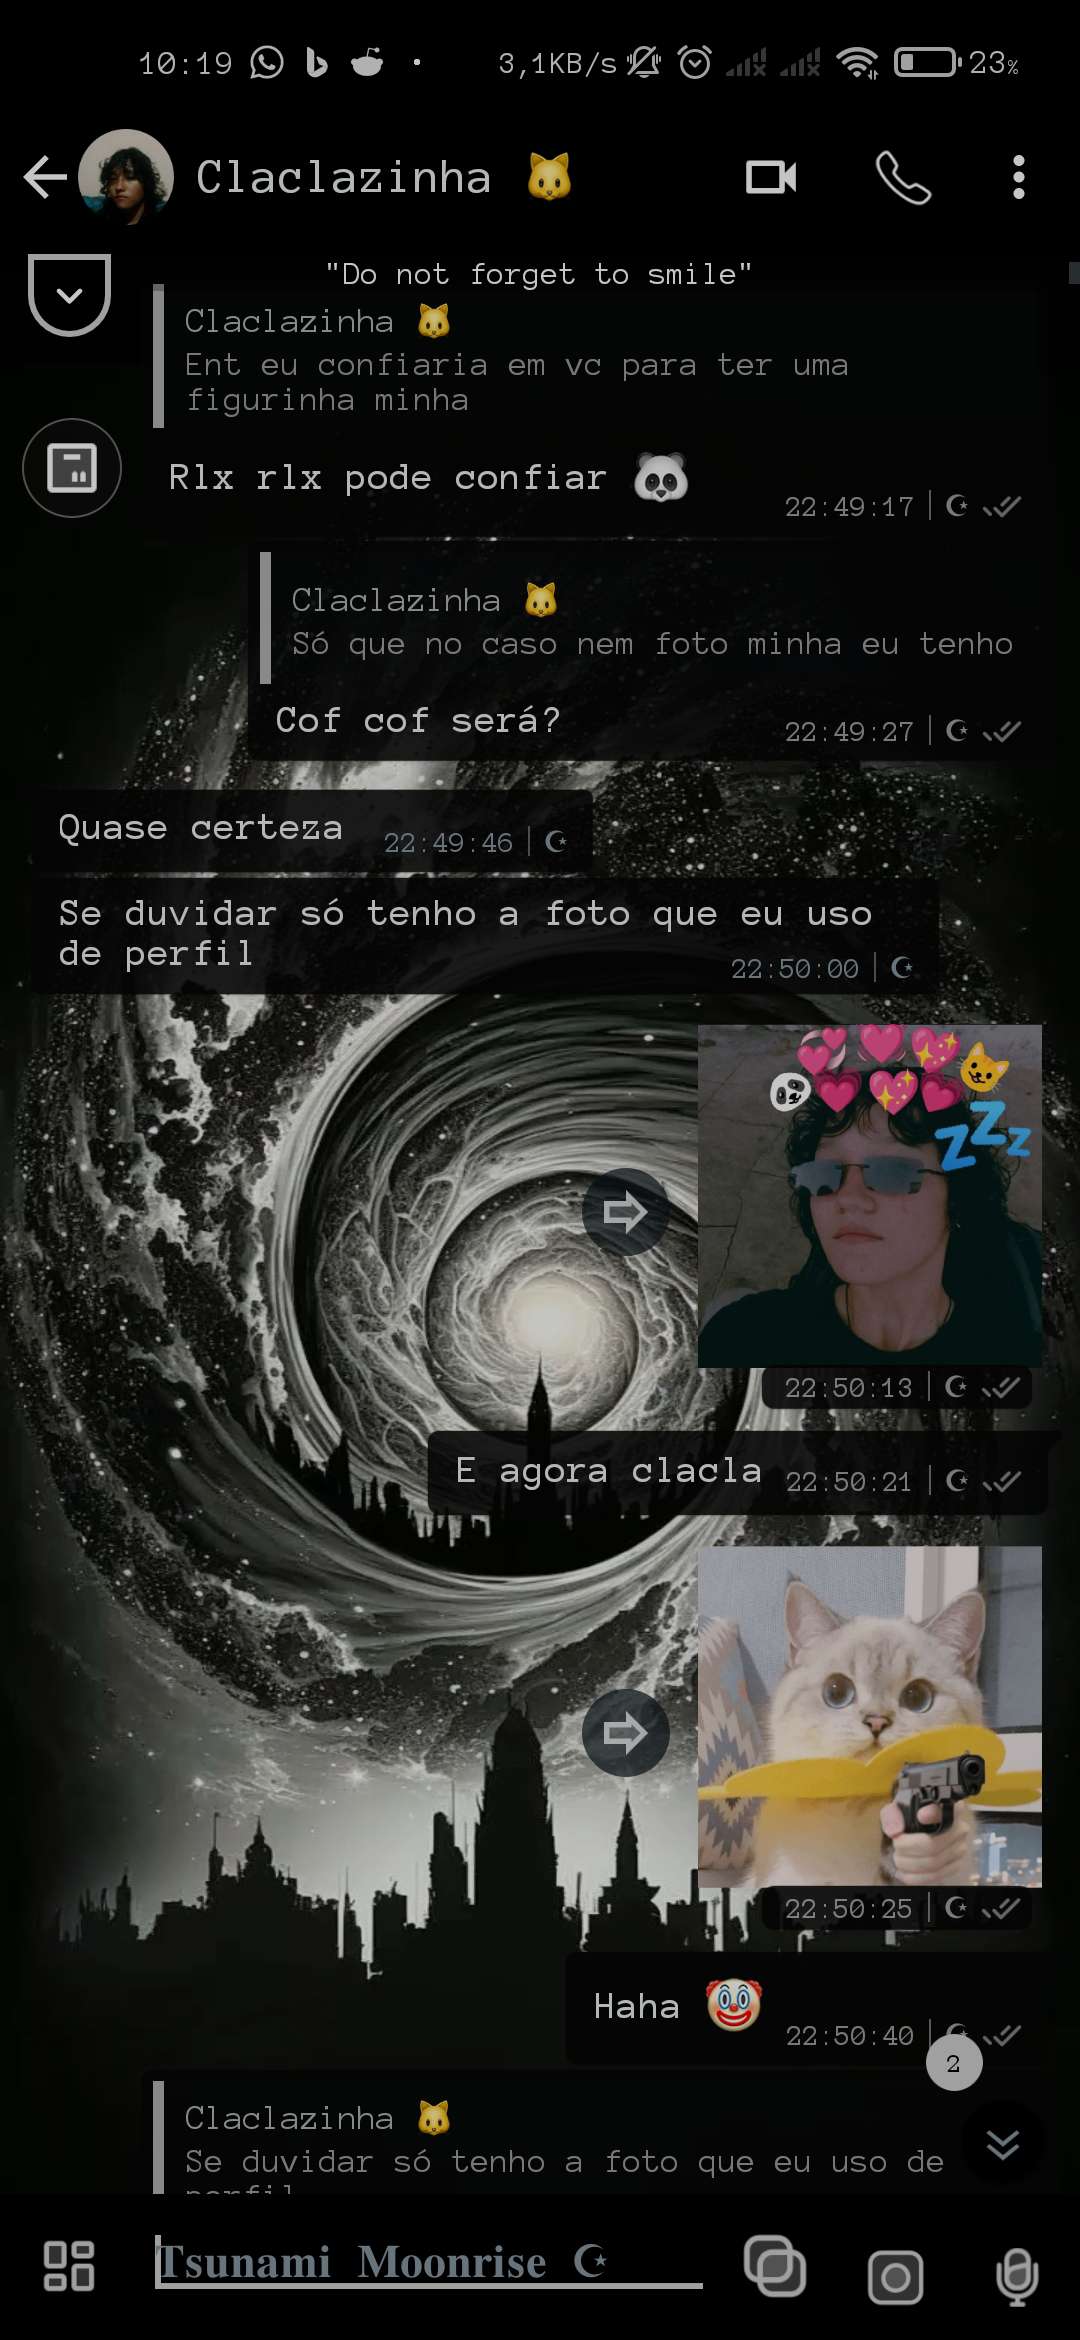 10:19
3,1KB/s
23%
Claclazinha
"Do not forget to smile"
Claclazinha
Ent eu confiaria em vc para ter uma
figurinha minha
Rlx rlx pode confiar
22:49:17
Claclazinha
Só que no caso nem foto minha eu tenho
Cof cof será?
22:49:27
Quase certeza
22:49:46
Se duvidar só tenho a foto que eu uso
de perfil
22:50:00
zzz
22:50:13
E agora clacla
22:50:21
22:50:25
Haha
22:50:40
2
Claclazinha
Se duvidar só tenho a foto que eu uso de
perfil
Tsunami Moonrise